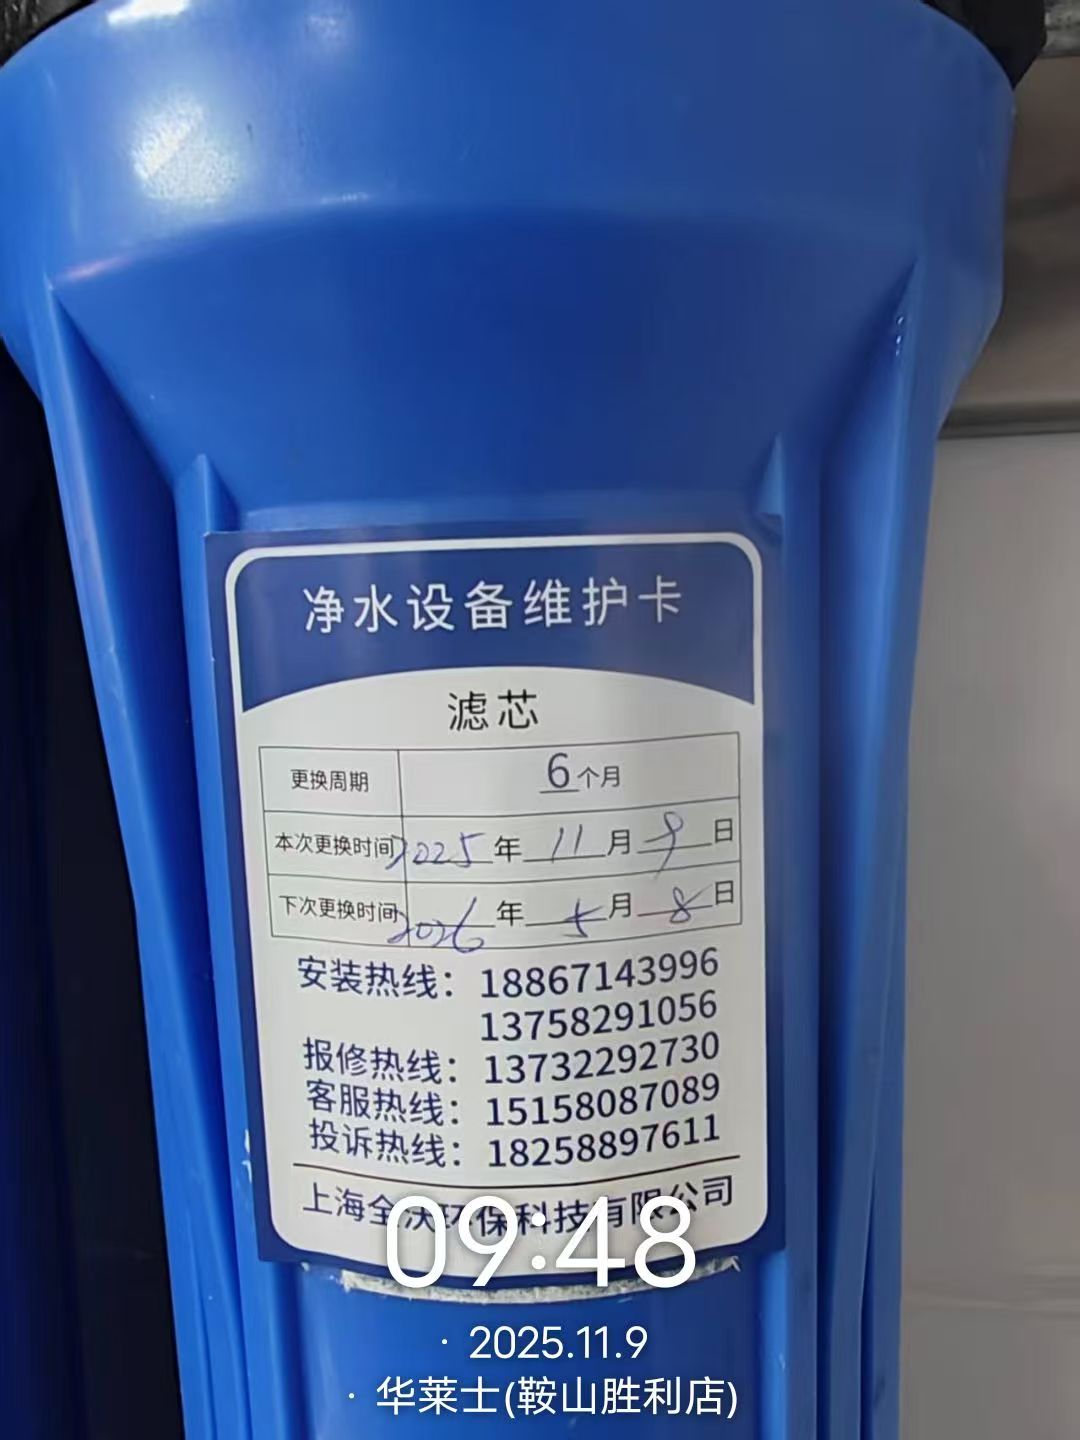 净水设备维护卡
滤芯
更换周期 6个月
本次更换时间 2025年 11月 9日
下次更换时间 2026年 5月 8日
安装热线：18867143996
13758291056
报修热线：13732292730
客服热线：15158087089
投诉热线：18258897611
上海全沃环保科技有限公司
09:48
· 2025.11.9
· 华莱士(鞍山胜利店)